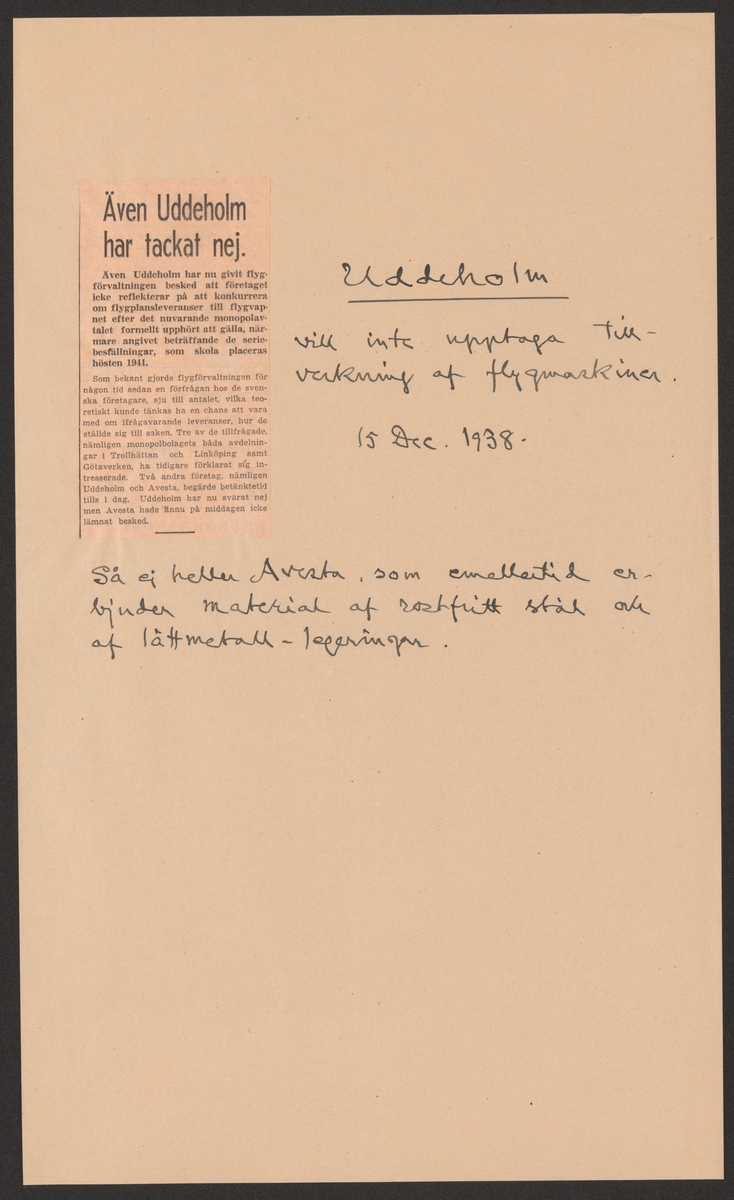 Även Uddeholm
har tackat nej.
Även Uddeholm har nu givit flyg-
förvaltningen besked att företaget
icke reflekterar på att konkurrera
om flygplansleveranser till flygvap-
net efter det nuvarande monopolav-
talet formellt upphört att gälla, när-
mare angivet beträffande de serie-
beställningar, som skola placeras
hösten 1941.
Som bekant gjorde flygförvaltningen för
någon tid sedan en förfrågan hos de sven-
ska företagare, sju till antalet, vilka teo-
retiskt kunde tänkas ha en chans att vara
med om ifrågavarande leveranser, hur de
ställde sig till saken. Tre av de tillfrågade,
nämligen monopolbolagets båda avdelnin-
gar i Trollhättan och Linköping samt
Götaverken, ha tidigare förklarat sig in-
tresserade. Två andra företag, nämligen
Uddeholm och Avesta, begärde betänktetid
tills i dag. Uddeholm har nu svarat nej
men Avesta hade ännu på middagen icke
lämnat besked.
Uddeholm
vill inte upptaga till-
verkning af flygmaskiner.
15 Dec. 1938.
Så ej heller Avesta, som emellertid er-
bjuder material af rostfritt stål och
af lättmetall-legeringar.